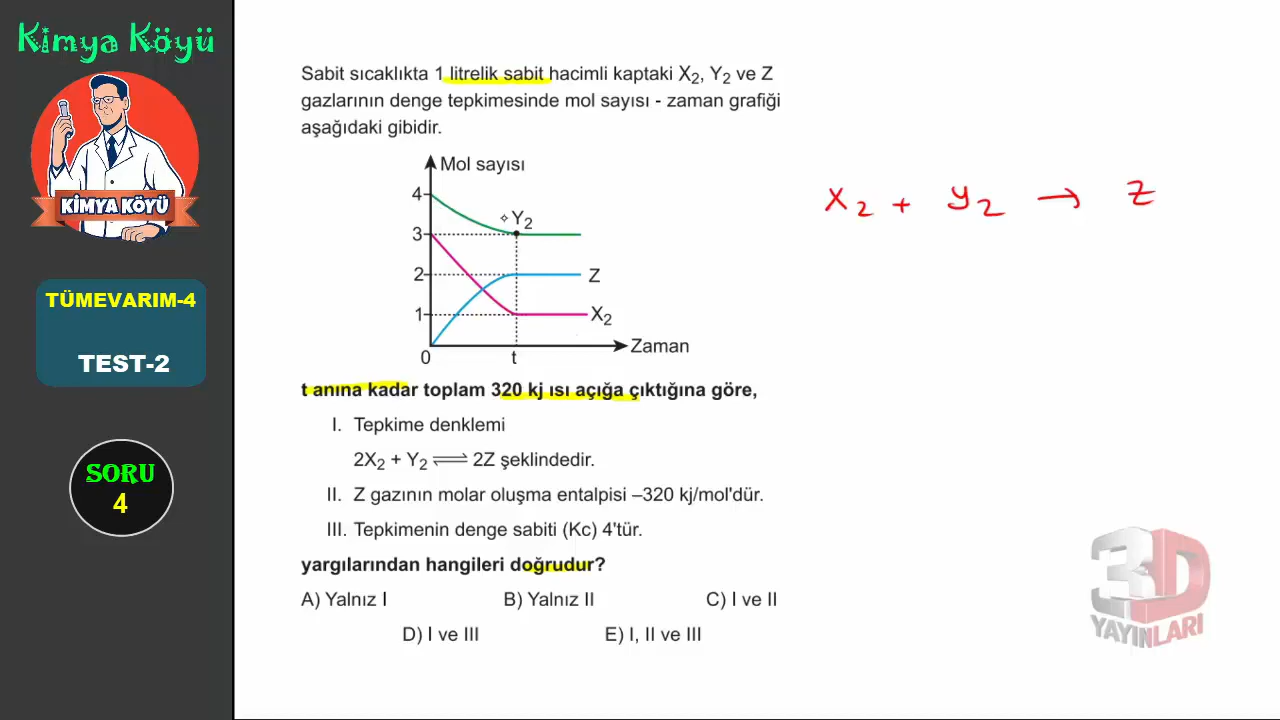 Kimya Köyü
KİMYA KÖYÜ
TÜMEVARIM-4
TEST-2
SORU
4
Sabit sıcaklıkta 1 litrelik sabit hacimli kaptaki X₂, Y₂ ve Z
gazlarının denge tepkimesinde mol sayısı - zaman grafiği
aşağıdaki gibidir.
Mol sayısı
4
3
2
1
0
Y₂
Z
X₂
t
Zaman
t anına kadar toplam 320 kj ısı açığa çıktığına göre,
I. Tepkime denklemi
2X₂ + Y₂ ⇌ 2Z şeklindedir.
II. Z gazının molar oluşma entalpisi –320 kj/mol'dür.
III. Tepkimenin denge sabiti (Kc) 4'tür.
yargılarından hangileri doğrudur?
A) Yalnız I B) Yalnız II C) I ve II
D) I ve III E) I, II ve III
X₂ + Y₂ → Z
3D
YAYINLARI